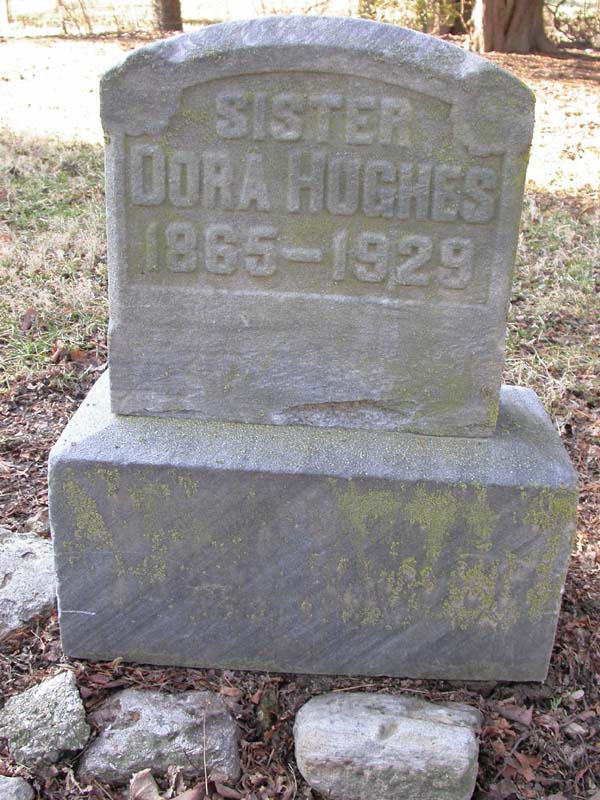 SISTER
DORA HUGHES
1865-1929